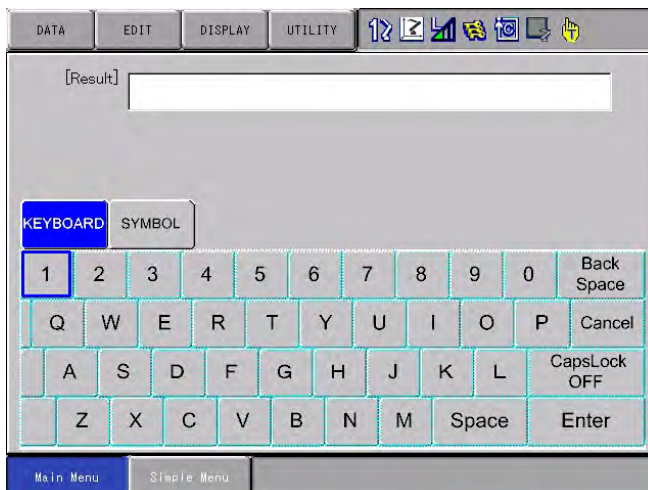 DATA EDIT DISPLAY UTILITY
[Result]
KEYBOARD SYMBOL
1 2 3 4 5 6 7 8 9 0 Back Space
Q W E R T Y U I O P Cancel
A S D F G H J K L CapsLock OFF
Z X C V B N M Space Enter
Main Menu Simple Menu